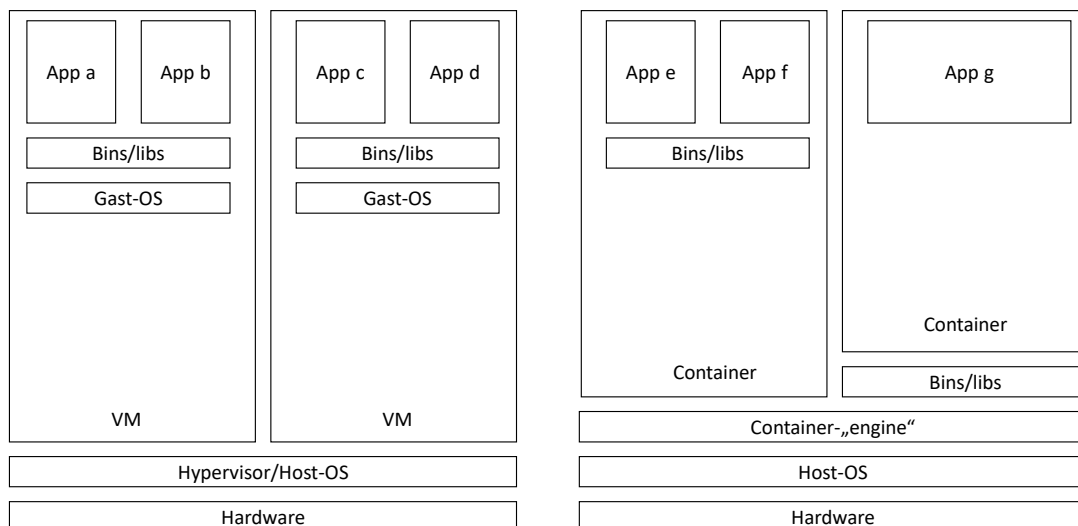 App a
App b
Bins/libs
Gast-OS
VM
App c
App d
Bins/libs
Gast-OS
VM
Hypervisor/Host-OS
Hardware
App e
App f
Bins/libs
Container
App g
Container
Bins/libs
Container-„engine“
Host-OS
Hardware